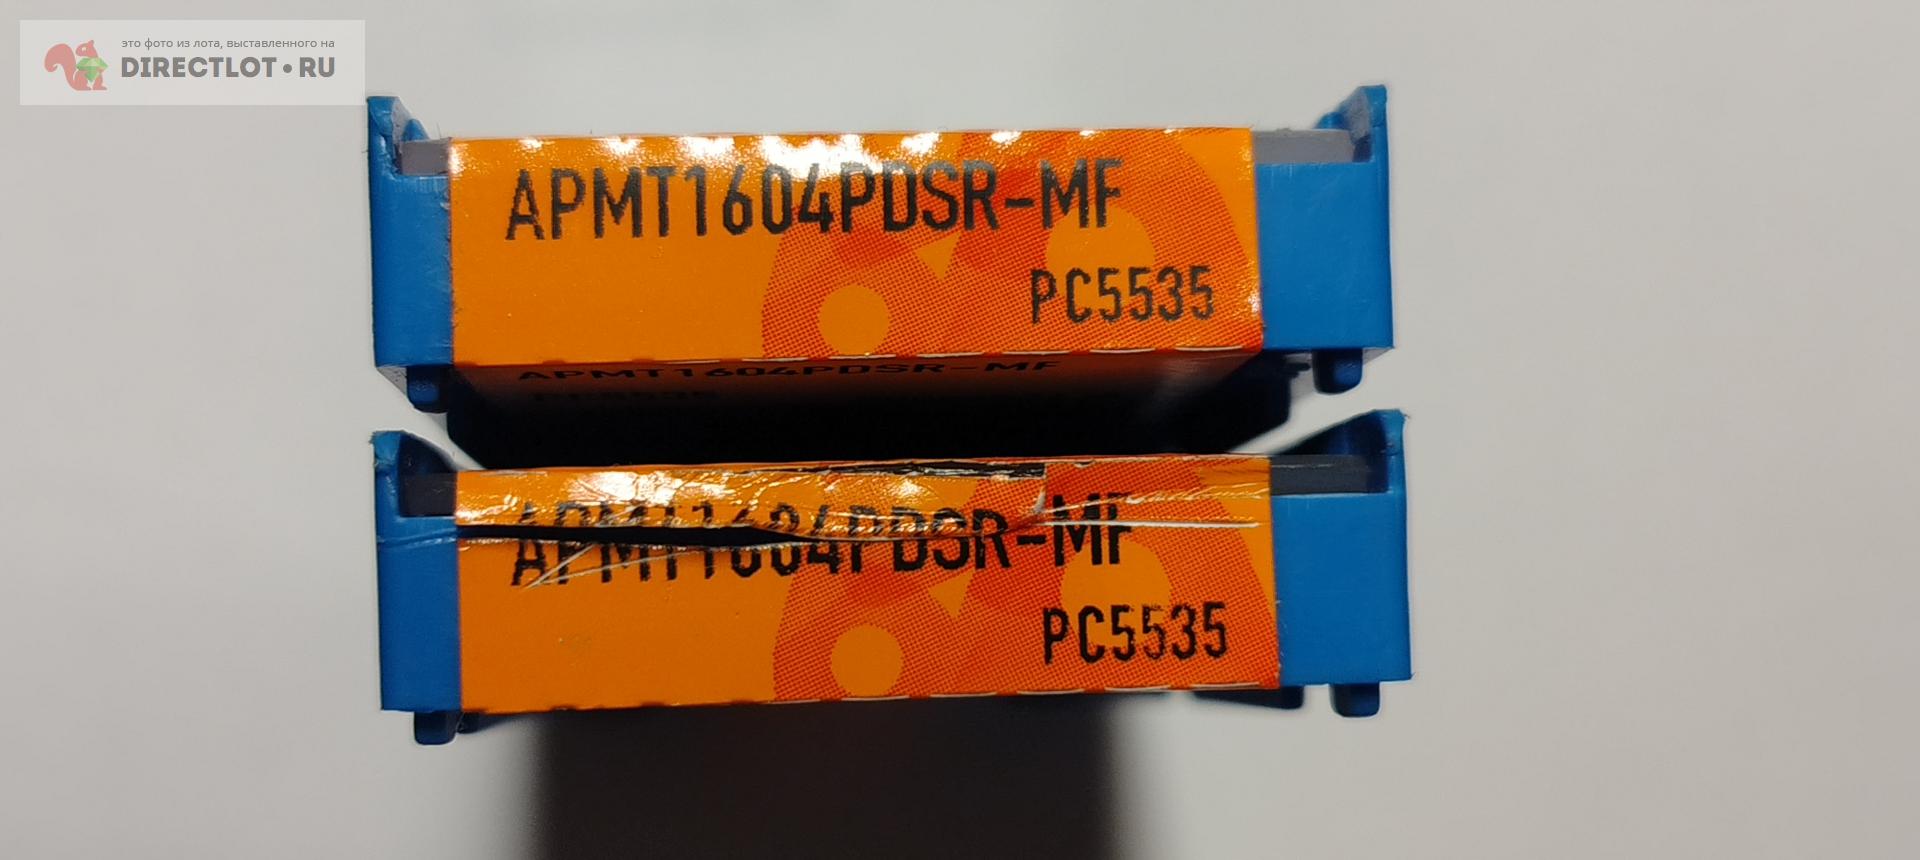 это фото из лота, выставленного на
DIRECTLOT•RU
APMT1604PDSR-MF
PC5535
APMT1604PDSR-MF
APMT1604PDSR-MF
PC5535